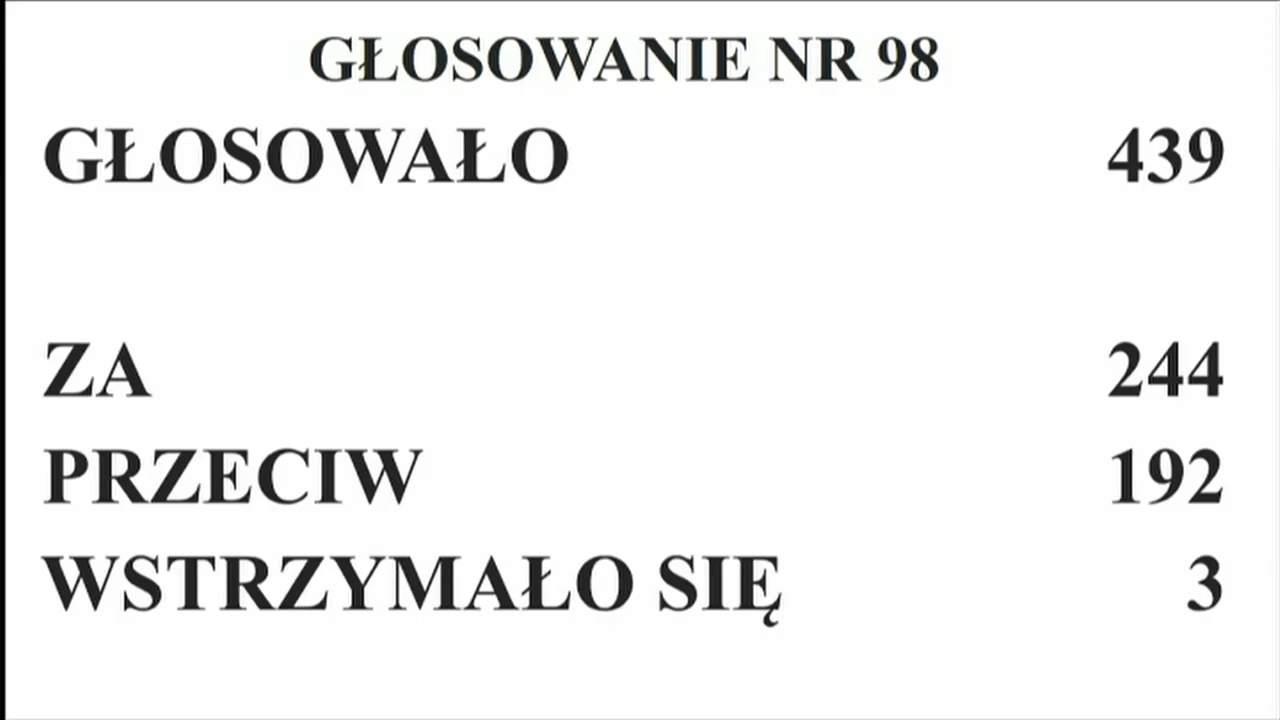 GŁOSOWANIE NR 98
GŁOSOWAŁO 439
ZA 244
PRZECIW 192
WSTRZYMAŁO SIĘ 3